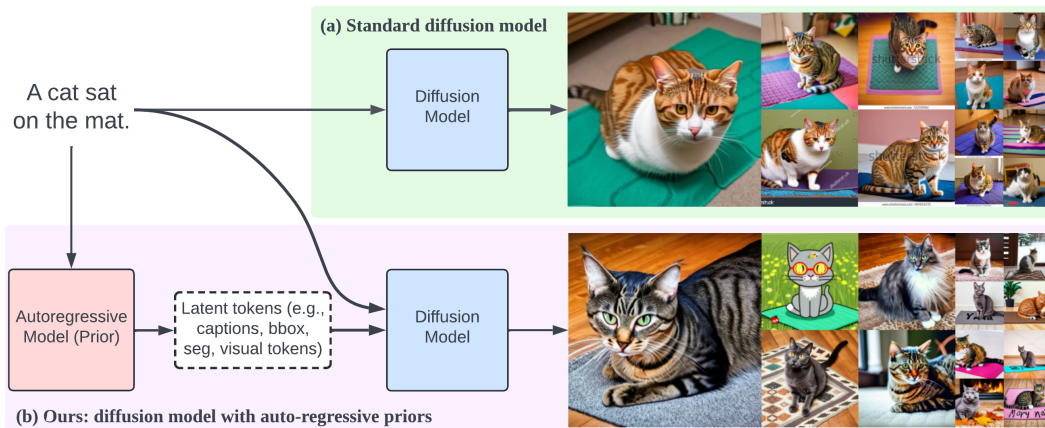 (a) Standard diffusion model
A cat sat
on the mat.
Diffusion
Model
Autoregressive
Model (Prior)
Latent tokens (e.g.,
captions, bbox,
seg, visual tokens)
Diffusion
Model
(b) Ours: diffusion model with auto-regressive priors